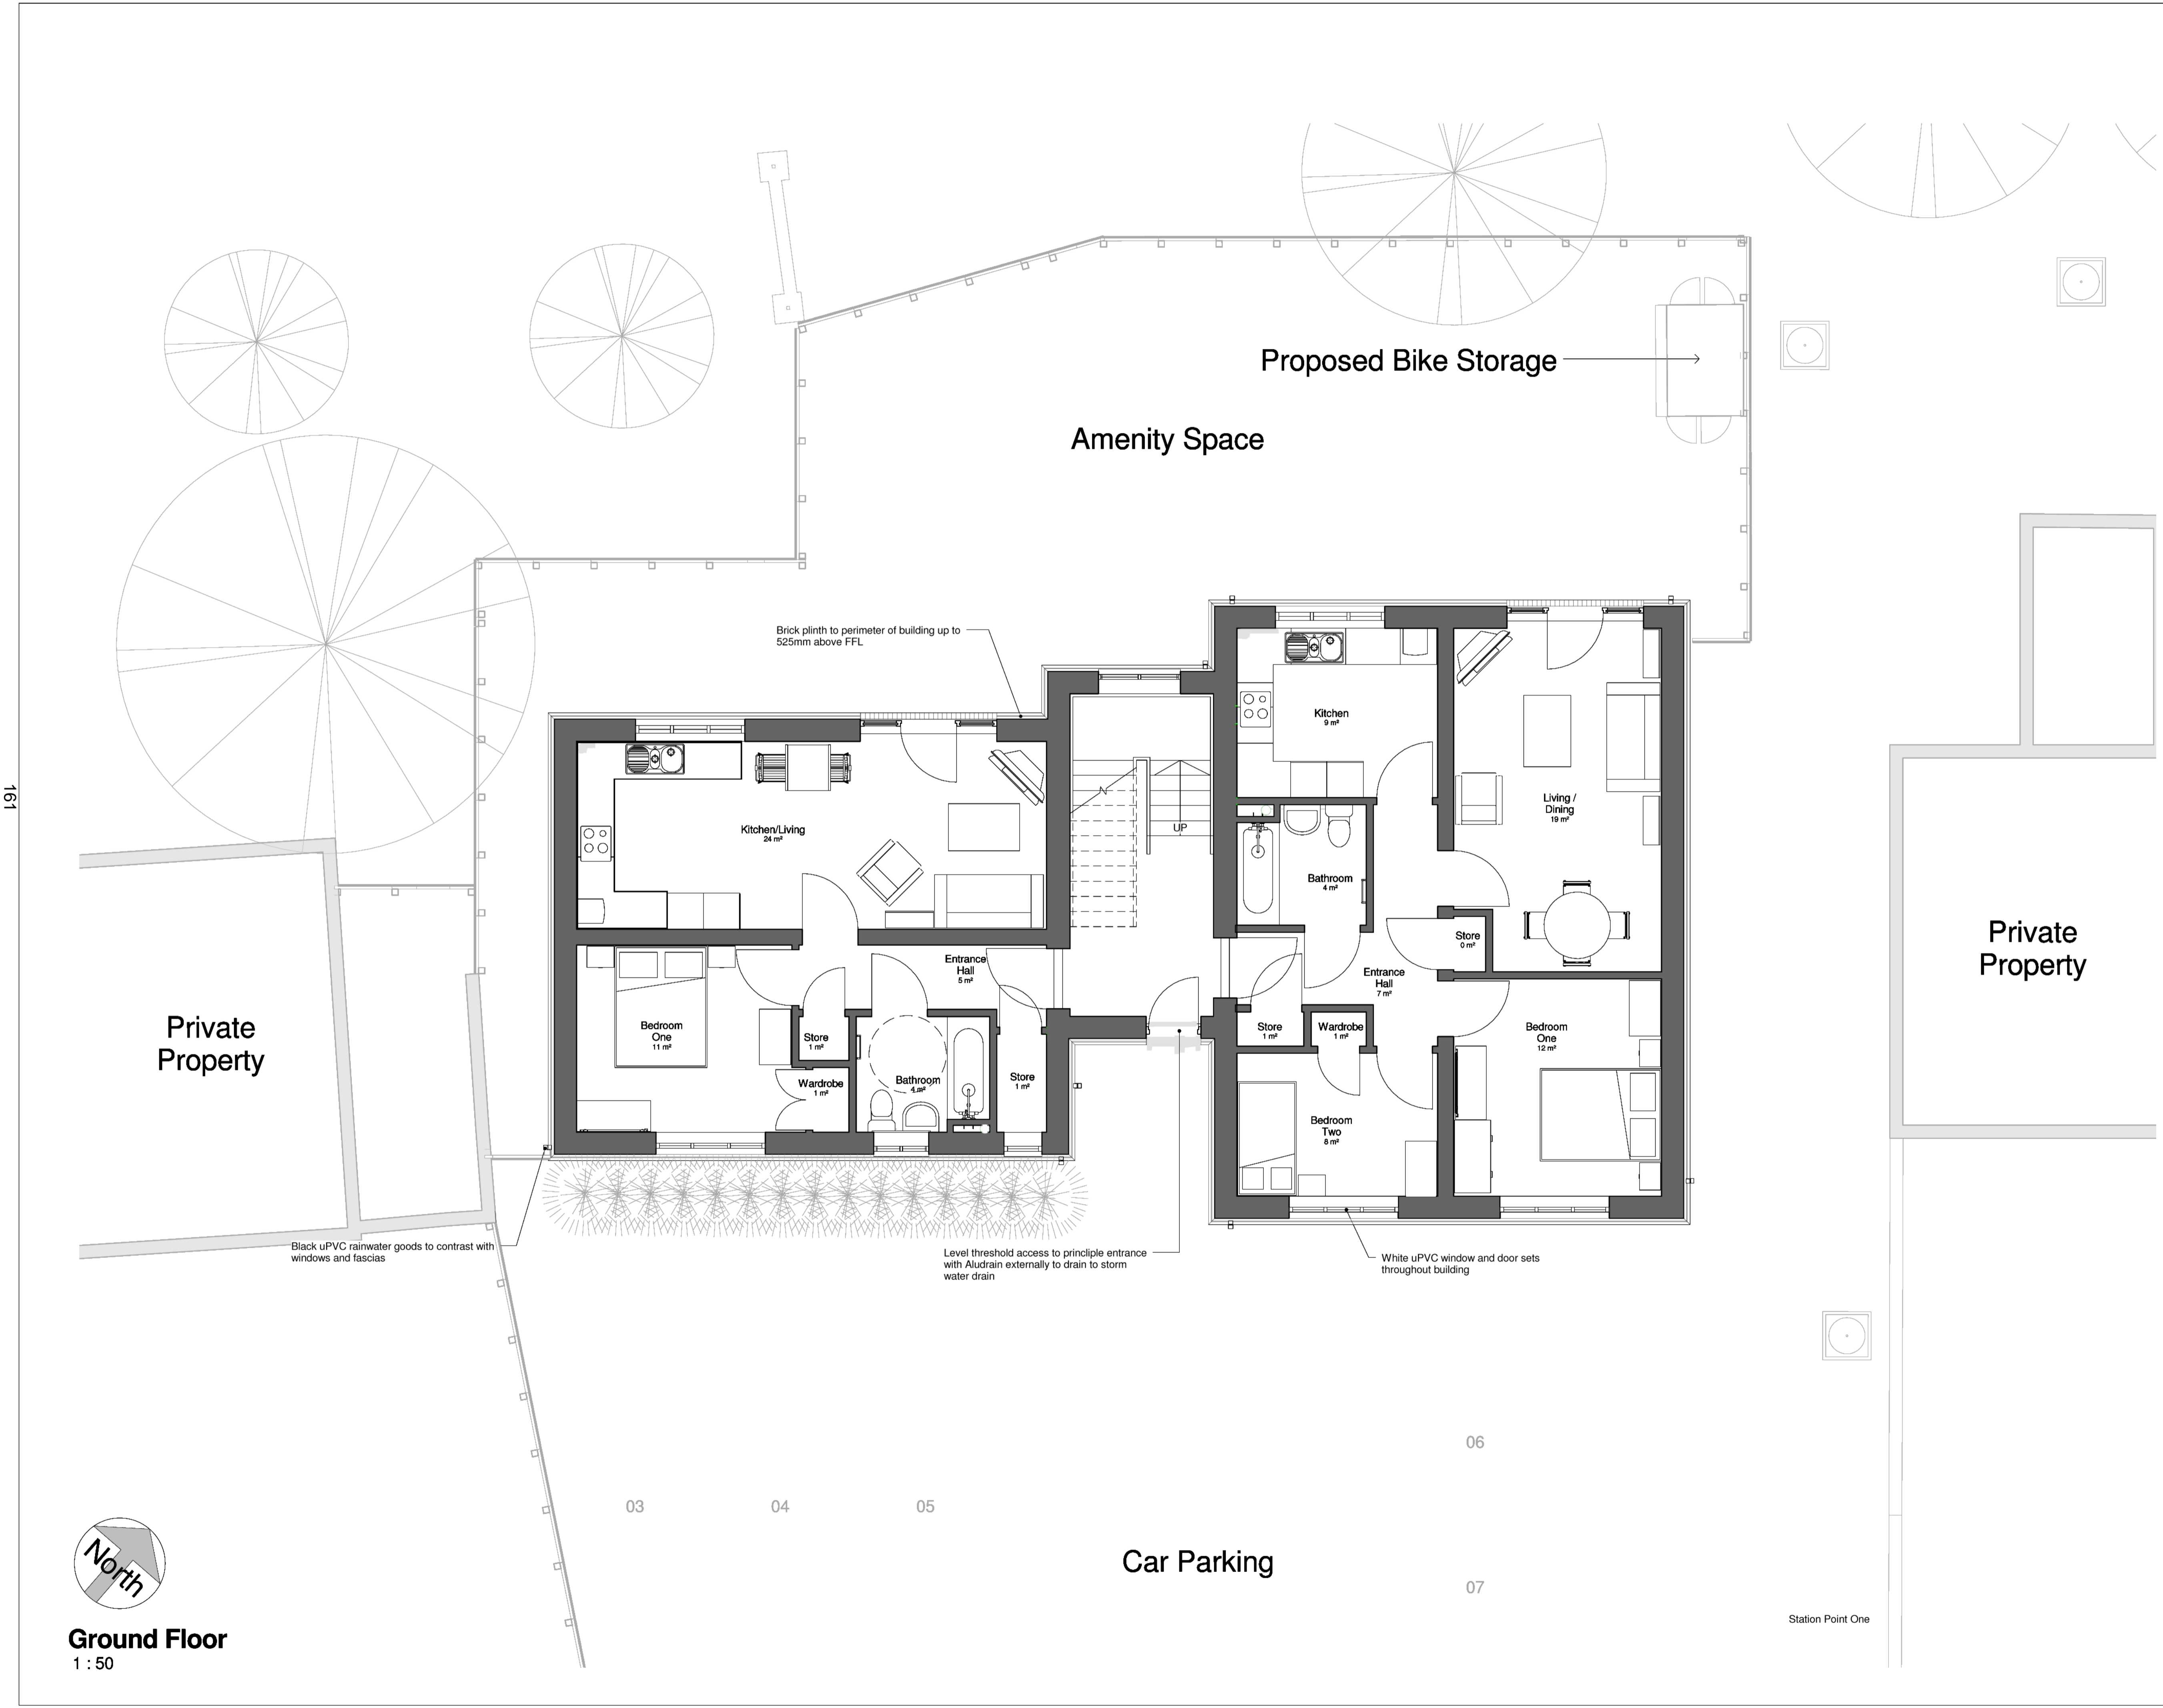 Proposed Bike Storage
Amenity Space
Brick plinth to perimeter of building up to
525mm above FFL
Kitchen
9 m²
Living /
Dining
19 m²
Kitchen/Living
24 m²
UP
N
161
Bathroom
4 m²
Store
0 m²
Entrance
Hall
5 m²
Entrance
Hall
7 m²
Private
Property
Private
Property
Bedroom
One
11 m²
Store
1 m²
Wardrobe
1 m²
Bathroom
4 m²
Store
1 m²
Store
1 m²
Wardrobe
1 m²
Bedroom
One
12 m²
Bedroom
Two
8 m²
Black uPVC rainwater goods to contrast with
windows and fascias
Level threshold access to princliple entrance
with Aludrain externally to drain to storm
water drain
White uPVC window and door sets
throughout building
06
03
04
05
Car Parking
07
North
Station Point One
Ground Floor
1 : 50